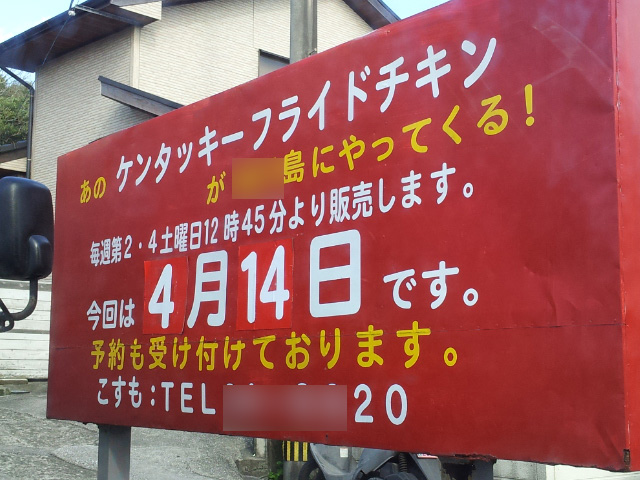 あの ケンタッキーフライドチキン
が 島にやってくる!
毎週第2・4土曜日12時45分より販売します。
今回は 4月14日です。
予約も受け付けております。
こすも:TEL 20